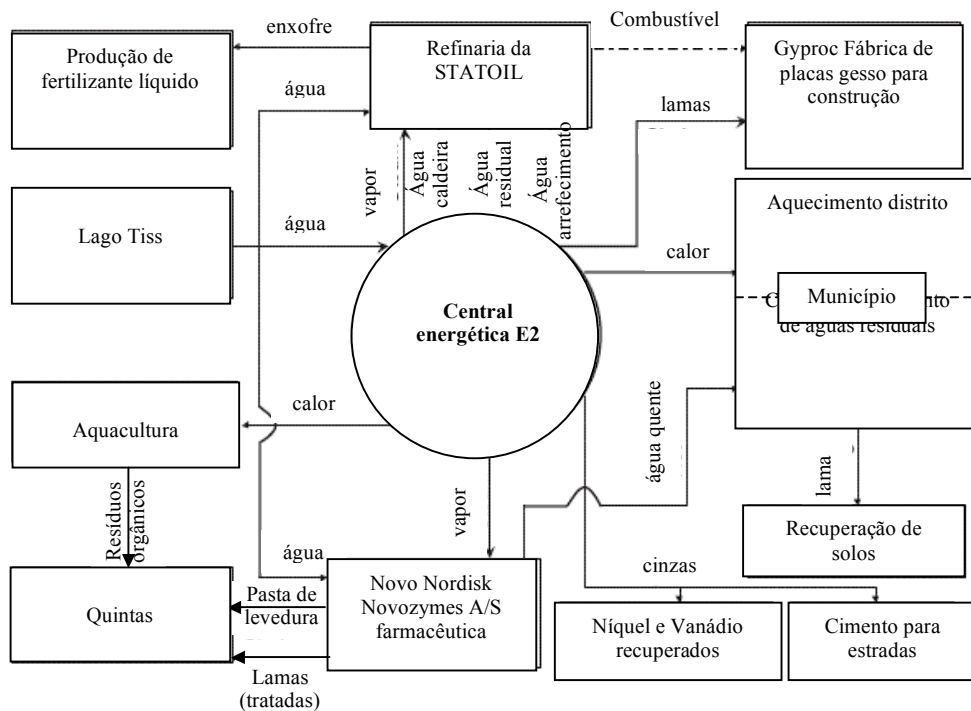 enxofre
Combustível
Produção de
fertilizante líquido
Refinaria da
STATOIL
Gyproc Fábrica de
placas gesso para
construção
água
lamas
vapor
Água
caldeira
Água
residual
Água
arrefecimento
Lago Tiss
água
Aquecimento distrito
calor
Município
de águas residuais
Central
energética E2
Aquacultura
calor
água quente
Resíduos
orgânicos
vapor
lama
Recuperação de
solos
água
cinzas
Quintas
Pasta de
levedura
Novo Nordisk
Novozymes A/S
farmacêutica
Níquel e Vanádio
recuperados
Cimento para
estradas
Lamas
(tratadas)